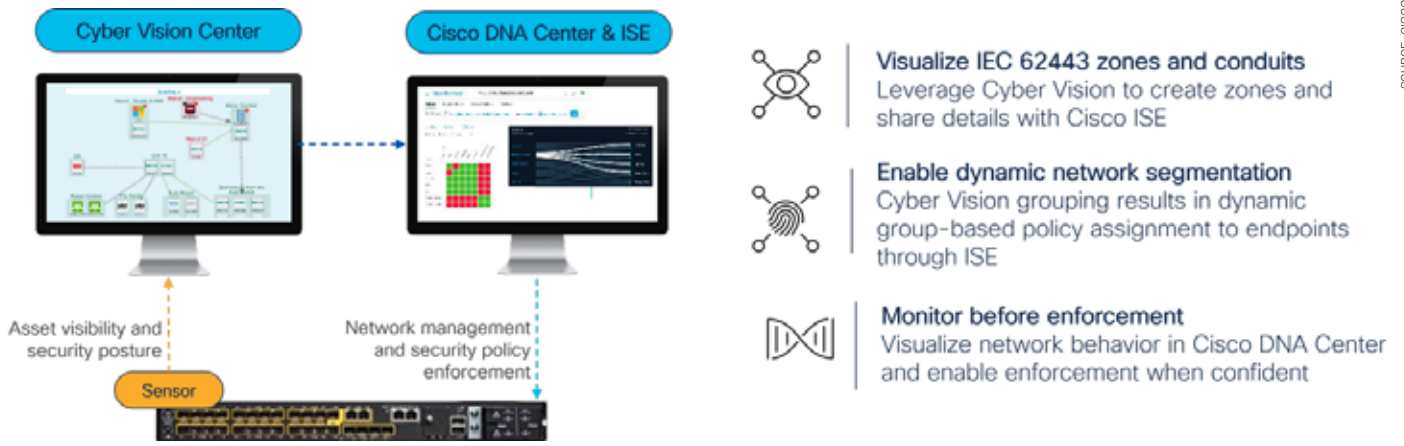 Cyber Vision Center
Cisco DNA Center & ISE
Asset visibility and
security posture
Network management
and security policy
enforcement
Sensor
Visualize IEC 62443 zones and conduits
Leverage Cyber Vision to create zones and
share details with Cisco ISE
Enable dynamic network segmentation
Cyber Vision grouping results in dynamic
group-based policy assignment to endpoints
through ISE
Monitor before enforcement
Visualize network behavior in Cisco DNA Center
and enable enforcement when confident